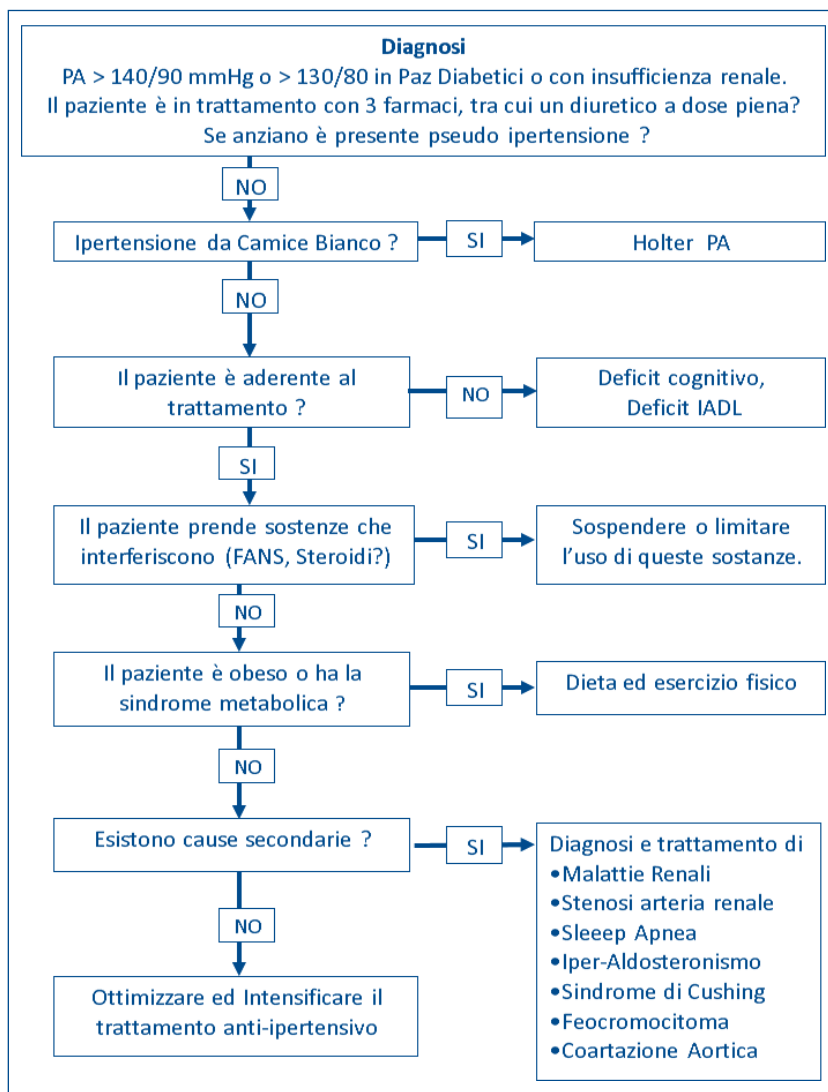 Diagnosi
PA > 140/90 mmHg o > 130/80 in Paz Diabetici o con insufficienza renale.
Il paziente è in trattamento con 3 farmaci, tra cui un diuretico a dose piena?
Se anziano è presente pseudo ipertensione ?
NO
Ipertensione da Camice Bianco ?
SI
Holter PA
NO
Il paziente è aderente al
trattamento ?
NO
Deficit cognitivo,
Deficit IADL
SI
Il paziente prende sostenze che
interferiscono (FANS, Steroidi?)
SI
Sospendere o limitare
l’uso di queste sostanze.
NO
Il paziente è obeso o ha la
sindrome metabolica ?
SI
Dieta ed esercizio fisico
NO
Esistono cause secondarie ?
SI
Diagnosi e trattamento di
•Malattie Renali
•Stenosi arteria renale
•Sleeep Apnea
•Iper-Aldosteronismo
•Sindrome di Cushing
•Feocromocitoma
•Coartazione Aortica
NO
Ottimizzare ed Intensificare il
trattamento anti-ipertensivo